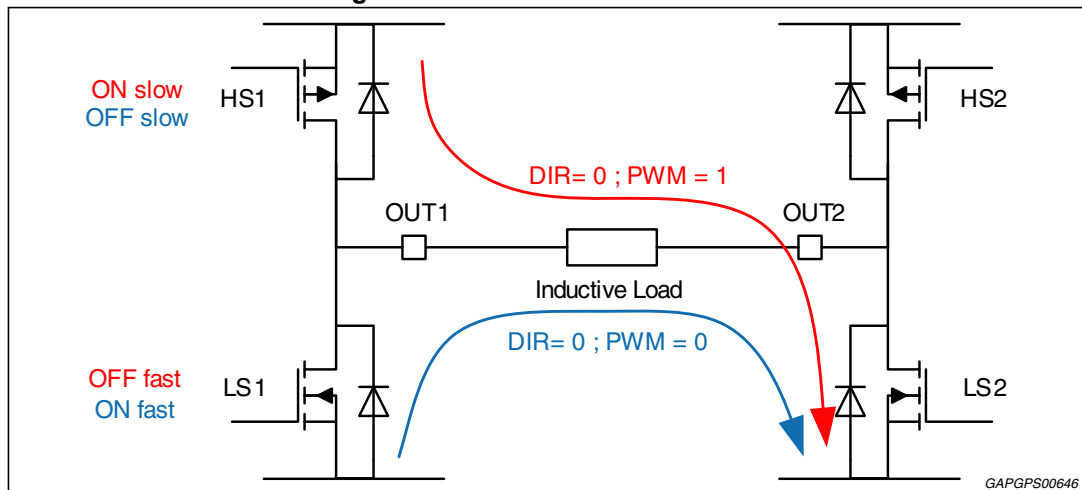 ON slow
OFF slow
HS1
HS2
DIR= 0 ; PWM = 1
OUT1
OUT2
Inductive Load
DIR= 0 ; PWM = 0
OFF fast
ON fast
LS1
LS2
GAPGPS00646